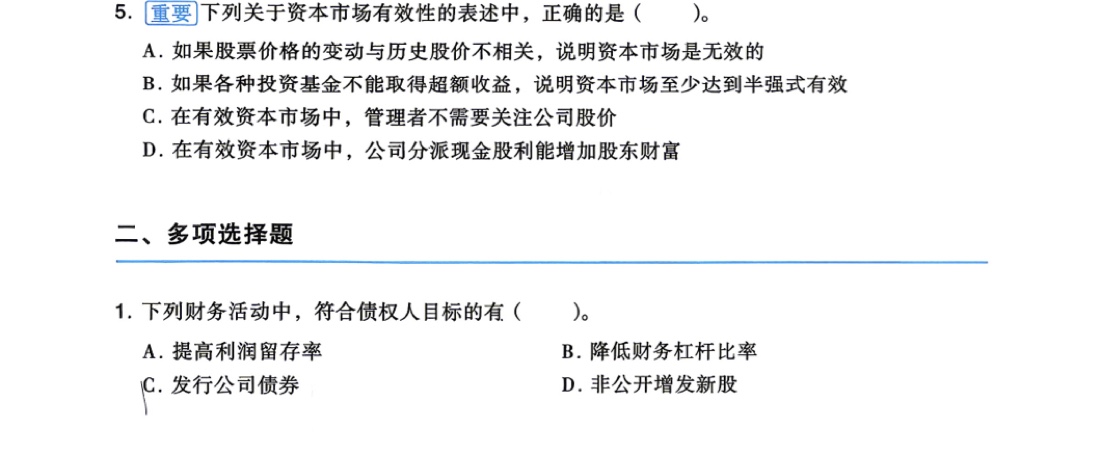 5. 重要 下列关于资本市场有效性的表述中，正确的是（　　）。
A. 如果股票价格的变动与历史股价不相关，说明资本市场是无效的
B. 如果各种投资基金不能取得超额收益，说明资本市场至少达到半强式有效
C. 在有效资本市场中，管理者不需要关注公司股价
D. 在有效资本市场中，公司分派现金股利能增加股东财富
二、多项选择题
1. 下列财务活动中，符合债权人目标的有（　　）。
A. 提高利润留存率　　B. 降低财务杠杆比率
C. 发行公司债券　　D. 非公开增发新股